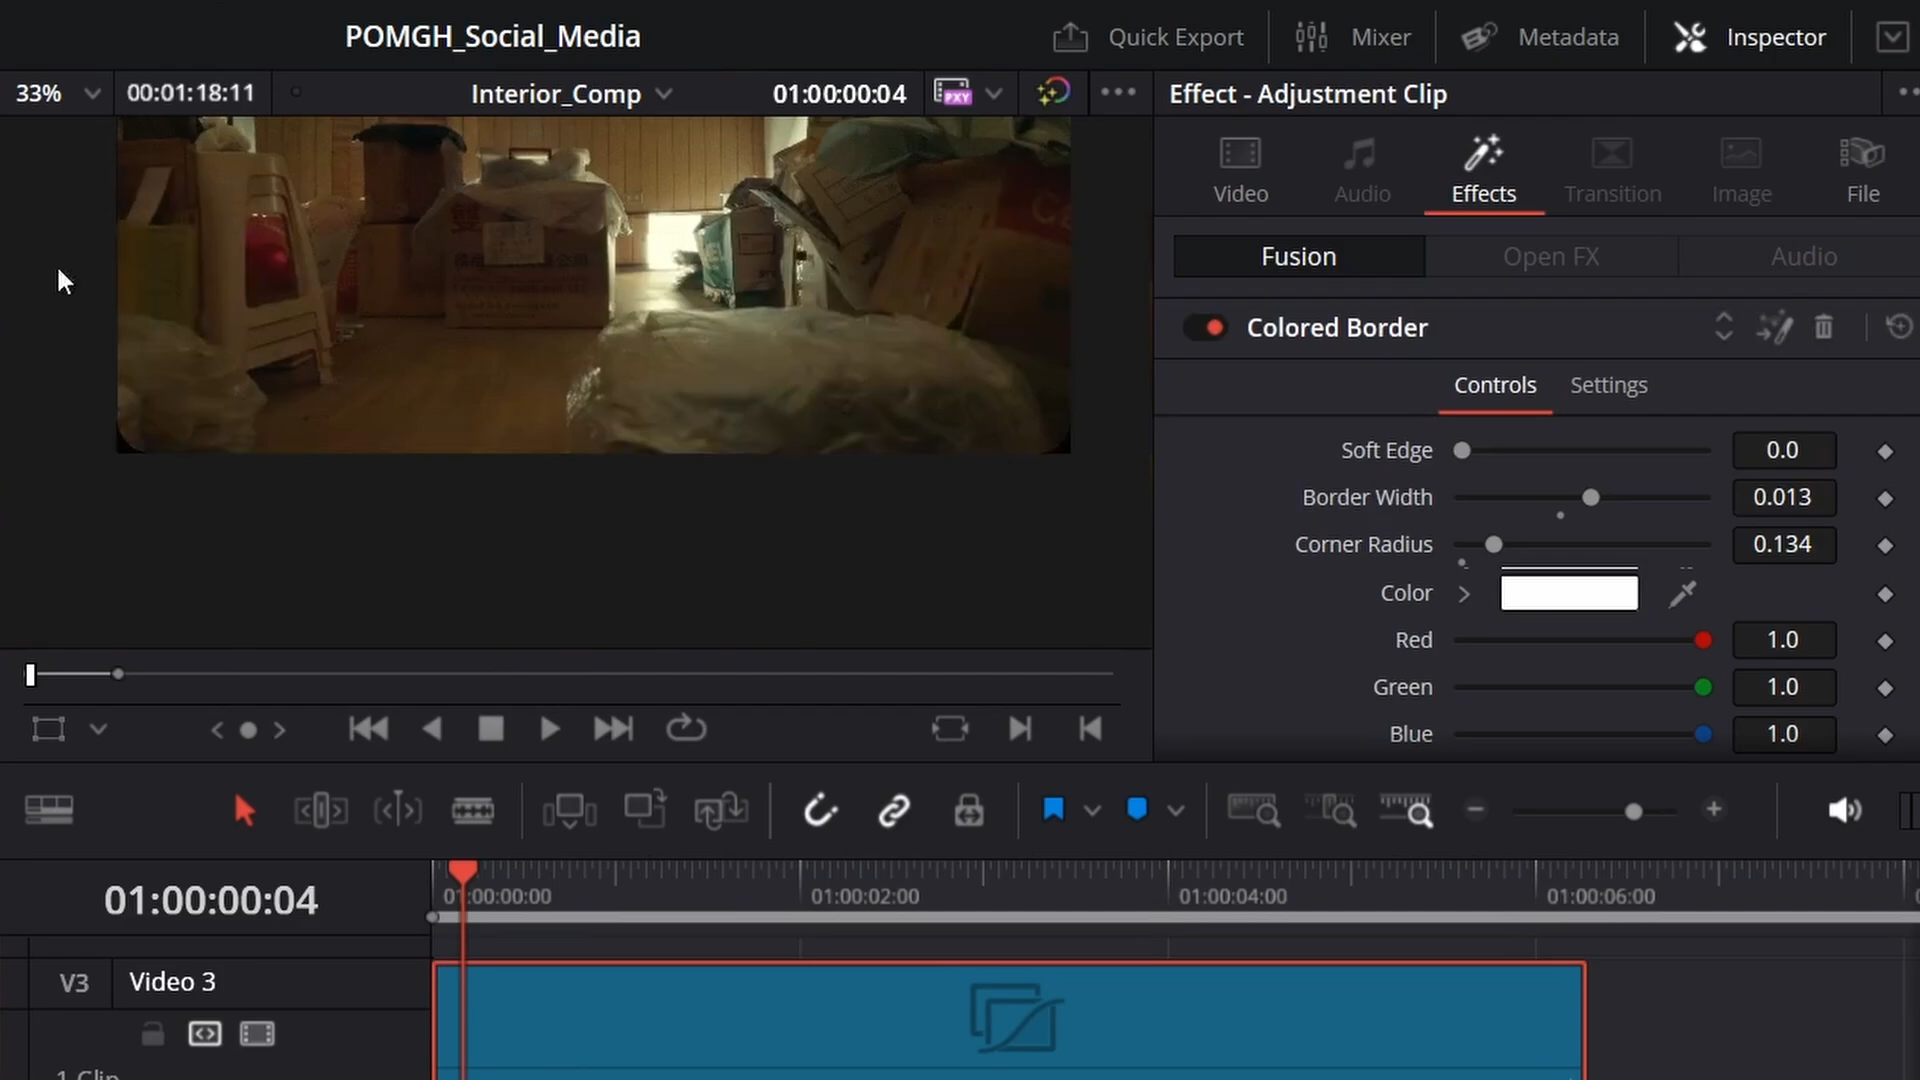 POMGH_Social_Media
Quick Export
Mixer
Metadata
Inspector
33%
00:01:18:11
Interior_Comp
01:00:00:04
PXY
Effect - Adjustment Clip
Video
Audio
Effects
Transition
Image
File
Fusion
Open FX
Audio
Colored Border
Controls
Settings
Soft Edge
0.0
Border Width
0.013
Corner Radius
0.134
Color
Red
1.0
Green
1.0
Blue
1.0
01:00:00:04
01:00:00:00
01:00:02:00
01:00:04:00
01:00:06:00
V3
Video 3
1 Clip